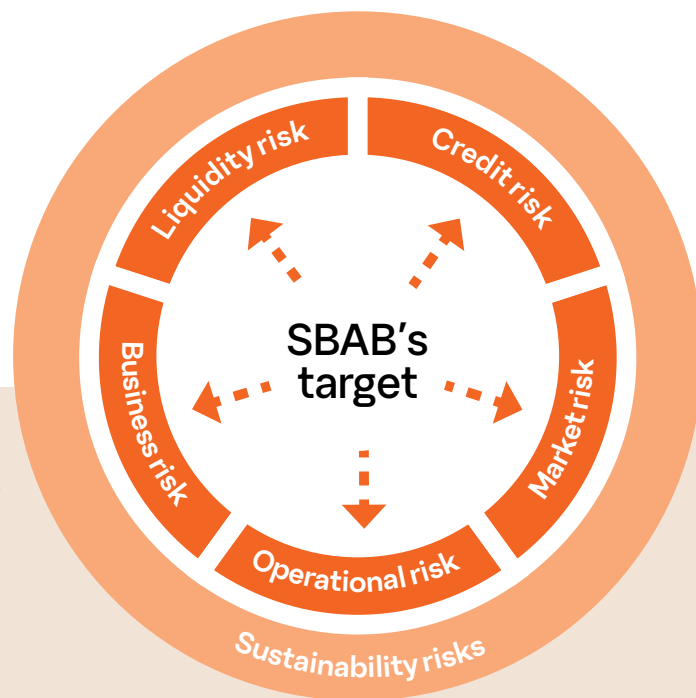 Liquidity risk
Credit risk
SBAB’s
target
Business risk
Market risk
Operational risk
Sustainability risks